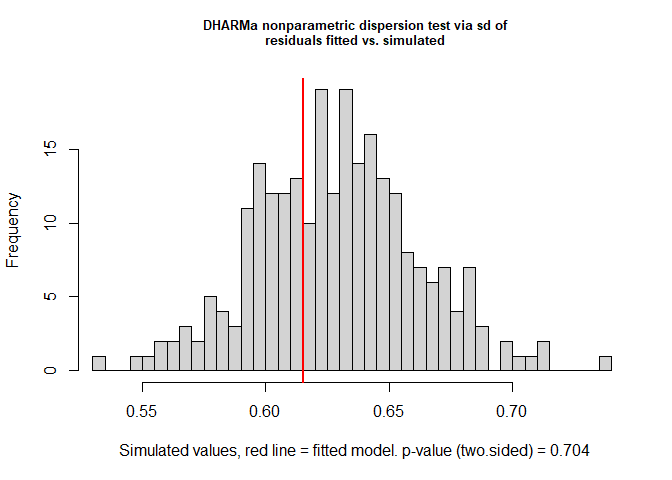 DHARMa nonparametric dispersion test via sd of
residuals fitted vs. simulated
Frequency
15
10
5
0
0.55 0.60 0.65 0.70
Simulated values, red line = fitted model. p-value (two.sided) = 0.704